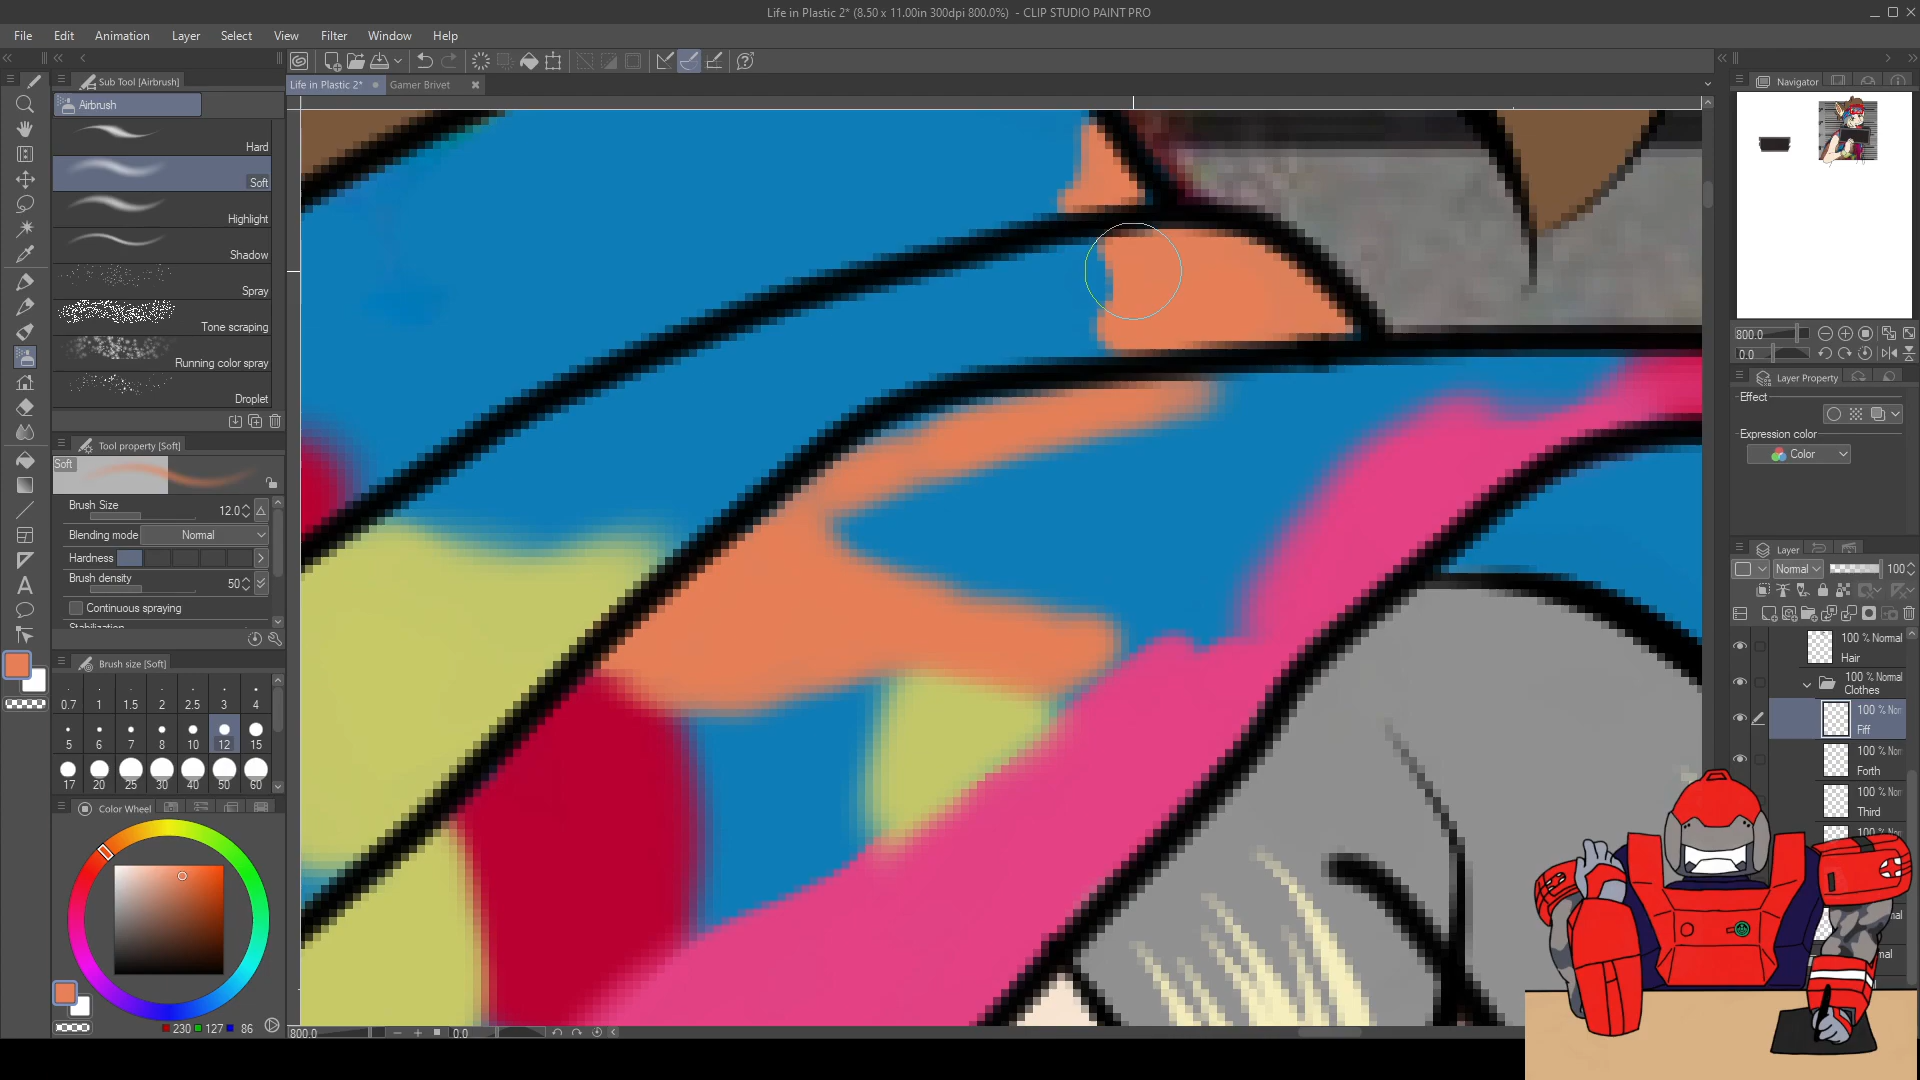 Life in Plastic 2* (8.50 x 11.00in 300dpi 800.0%) - CLIP STUDIO PAINT PRO
File Edit Animation Layer Select View Filter Window Help
Sub Tool [Airbrush]
Life in Plastic 2* Gamer Brivet
Navigator
Airbrush
Hard
Soft
Highlight
Shadow
Spray
Tone scraping
Running color spray
Droplet
800.0
0.0
Layer Property
Effect
Expression color
Color
Tool property [Soft]
Soft
Brush Size 12.0
Blending mode Normal
Hardness
Brush density 50
Continuous spraying
Layer
Normal 100
100 % Normal
Hair
100 % Normal
Clothes
Fiff
Forth
Third
Brush size [Soft]
0.7 1 1.5 2 2.5 3 4
5 6 7 8 10 12 15
17 20 25 30 40 50 60
Color Wheel
230 127 86
800.0 0.0